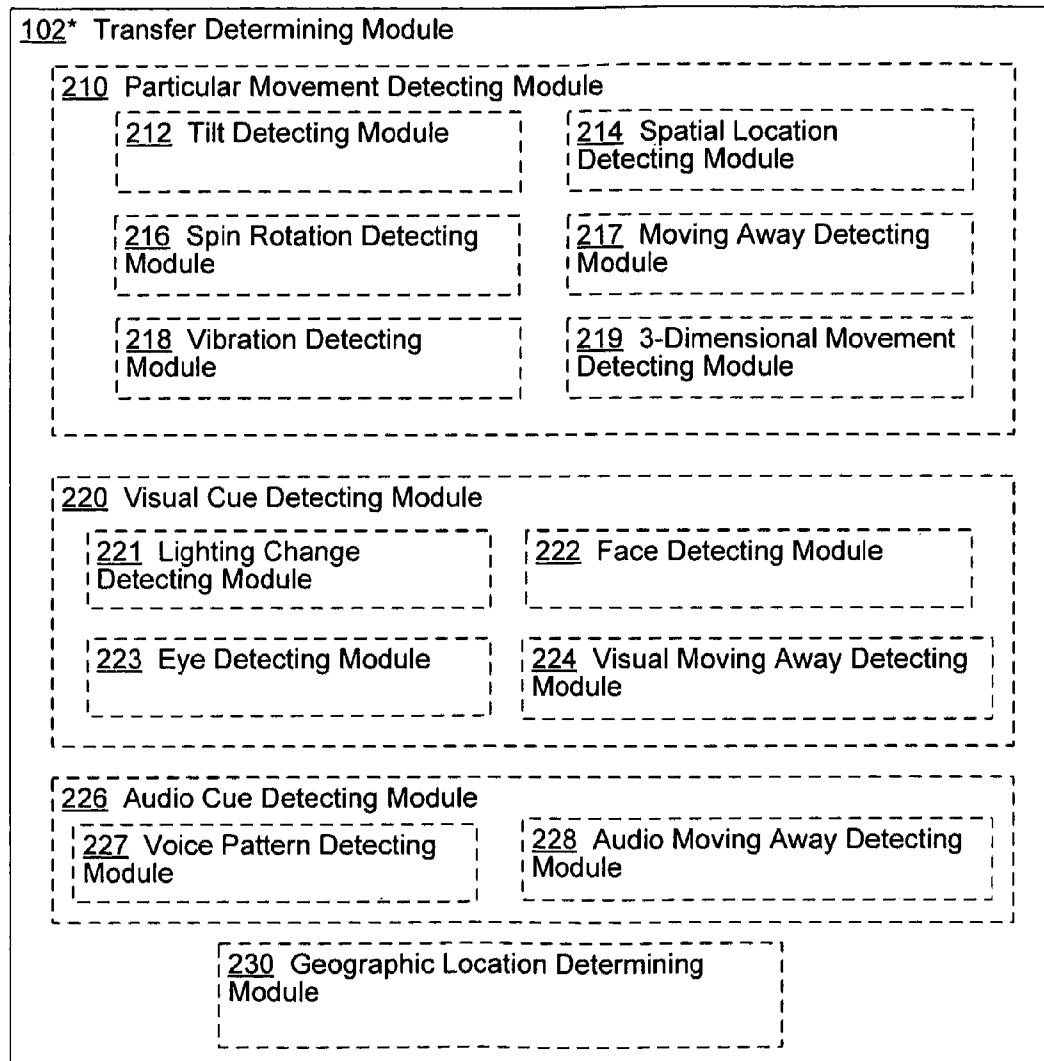 102* Transfer Determining Module
210 Particular Movement Detecting Module
212 Tilt Detecting Module
214 Spatial Location
Detecting Module
216 Spin Rotation Detecting
Module
217 Moving Away Detecting
Module
218 Vibration Detecting
Module
219 3-Dimensional Movement
Detecting Module
220 Visual Cue Detecting Module
221 Lighting Change
Detecting Module
222 Face Detecting Module
223 Eye Detecting Module
224 Visual Moving Away Detecting
Module
226 Audio Cue Detecting Module
227 Voice Pattern Detecting
Module
228 Audio Moving Away Detecting
Module
230 Geographic Location Determining
Module